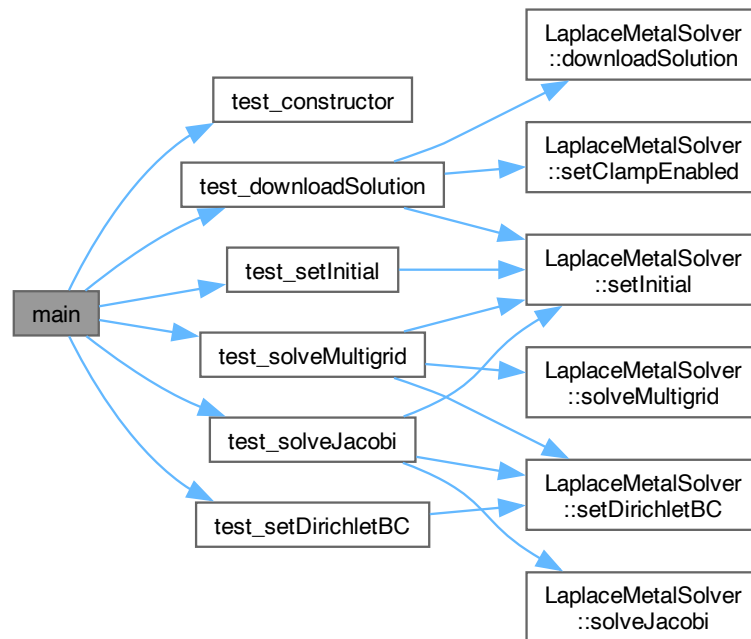 main
test_constructor
test_downloadSolution
test_setInitial
test_solveMultigrid
test_solveJacobi
test_setDirichletBC
LaplaceMetalSolver
::downloadSolution
LaplaceMetalSolver
::setClampEnabled
LaplaceMetalSolver
::setInitial
LaplaceMetalSolver
::solveMultigrid
LaplaceMetalSolver
::setDirichletBC
LaplaceMetalSolver
::solveJacobi